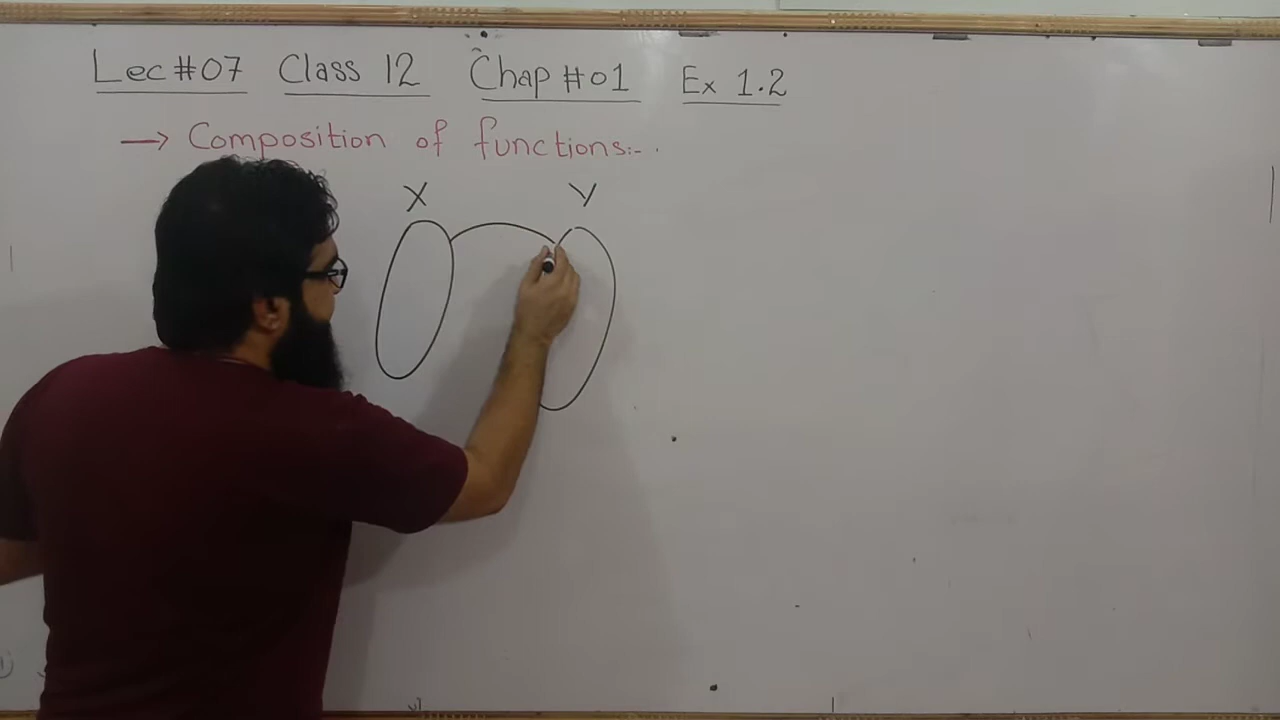 Lec #07 Class 12 Chap #01 Ex 1.2
→ Composition of functions:-
X Y